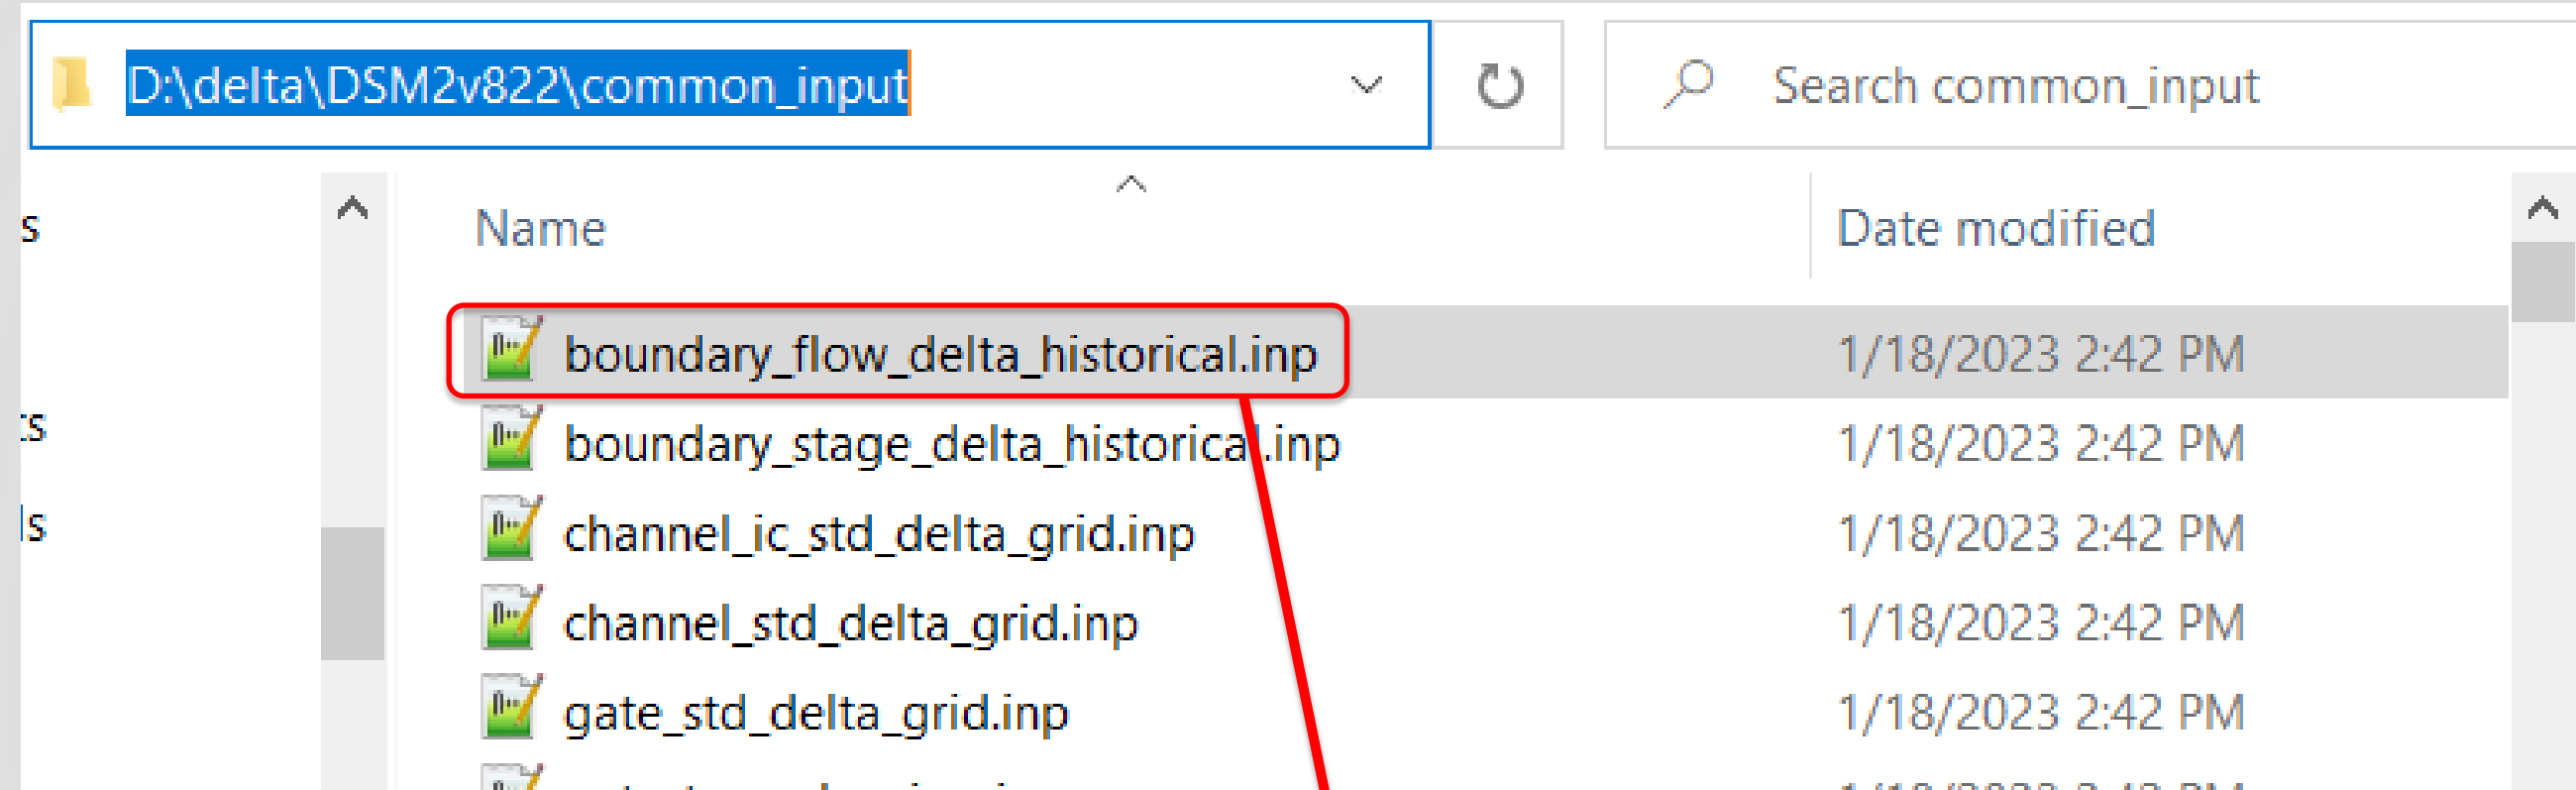 D:\delta\DSM2v822\common_input
Search common_input
Name
Date modified
boundary_flow_delta_historical.inp
1/18/2023 2:42 PM
boundary_stage_delta_historical.inp
1/18/2023 2:42 PM
channel_ic_std_delta_grid.inp
1/18/2023 2:42 PM
channel_std_delta_grid.inp
1/18/2023 2:42 PM
gate_std_delta_grid.inp
1/18/2023 2:42 PM